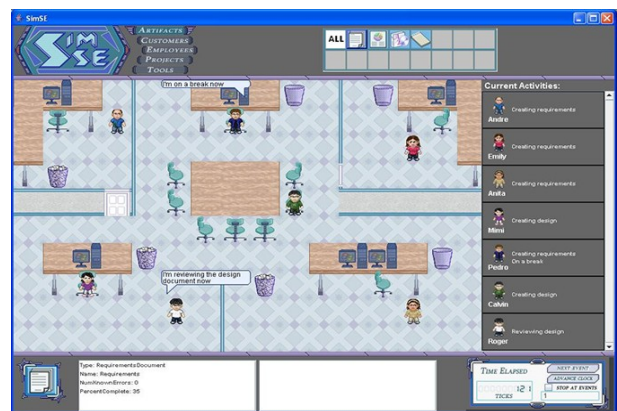 SimSE
SIM
SE
ARTIFACTS
CUSTOMERS
EMPLOYEES
PROJECTS
TOOLS
ALL
I'm on a break now
I'm reviewing the design
document now
Current Activities:
Creating requirements
Andre
Creating requirements
Emily
Creating requirements
Anita
Creating design
Mimi
Creating requirements
On a break
Pedro
Creating design
Calvin
Reviewing design
Roger
Type: RequirementsDocument
Name: Requirements
NumKnownErrors: 0
PercentComplete: 35
TIME ELAPSED
121
TICKS
NEXT EVENT
ADVANCE CLOCK
STOP AT EVENTS
1